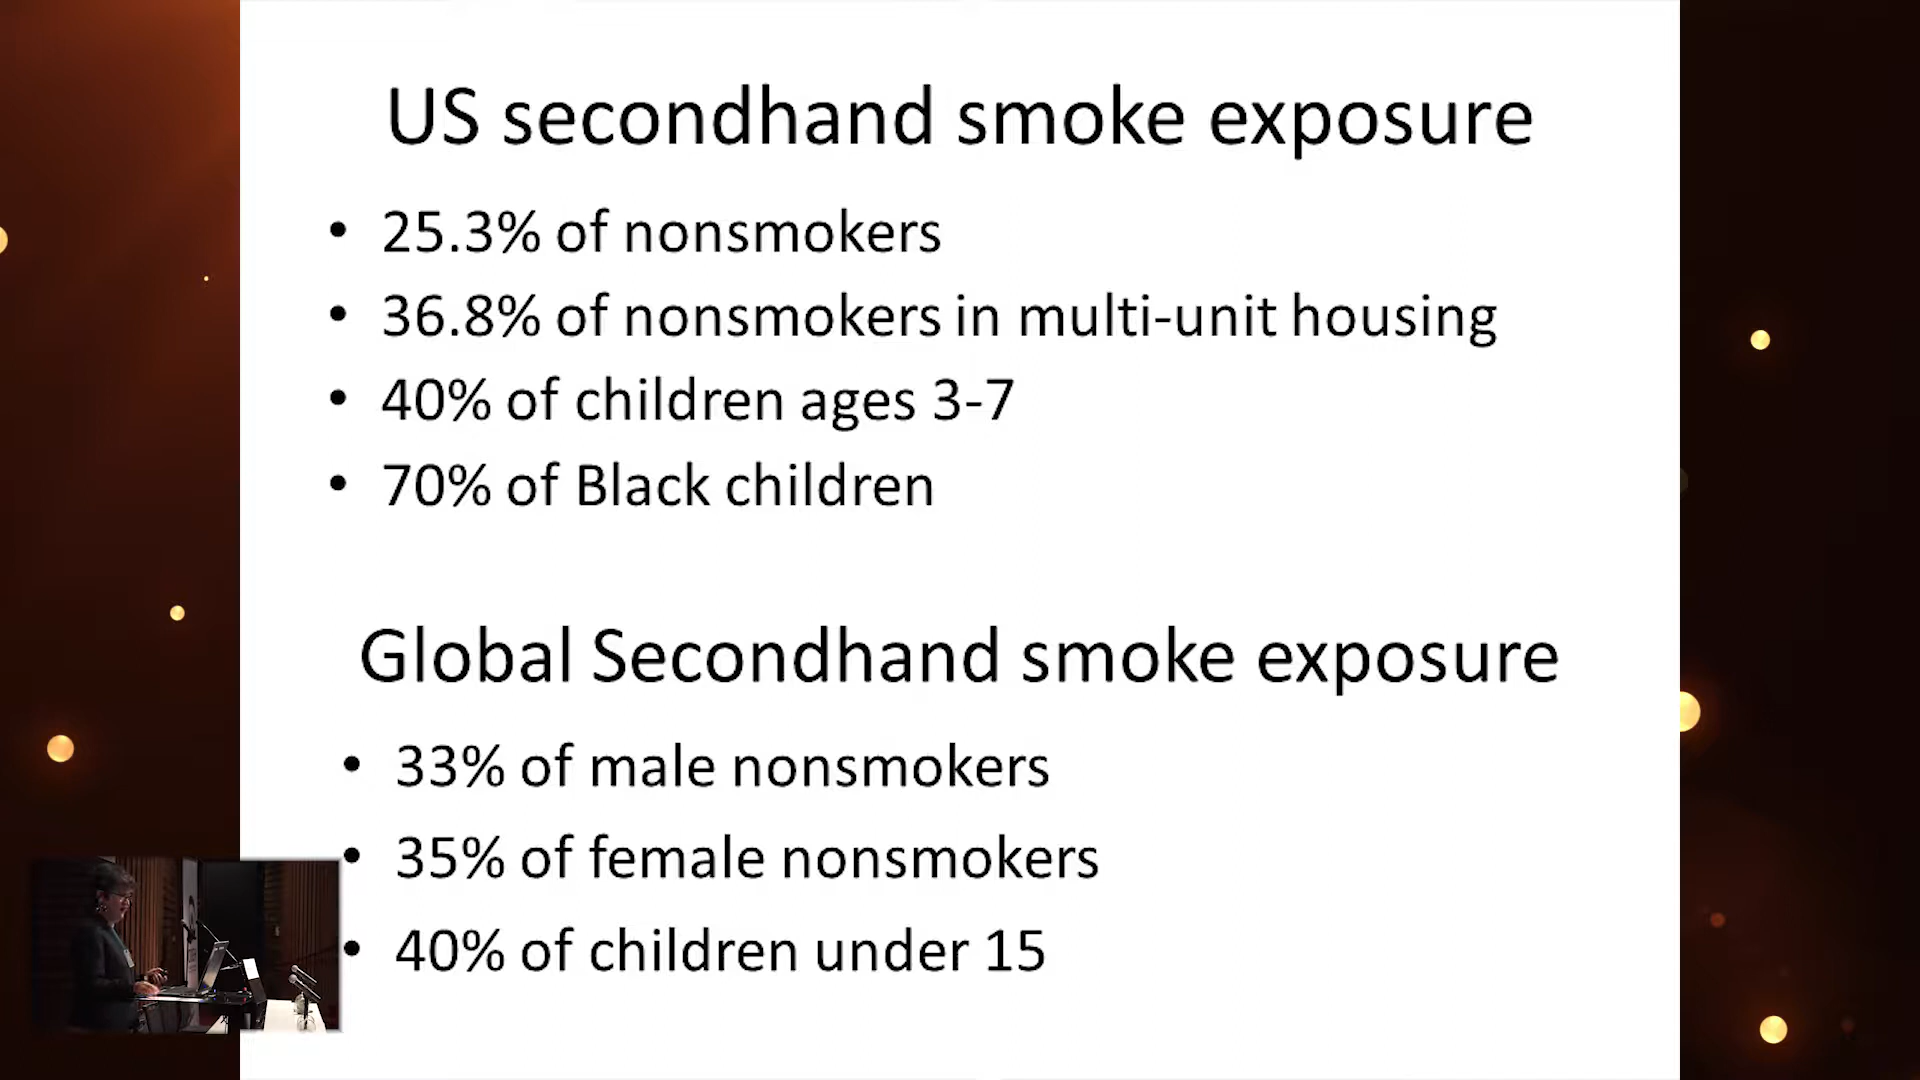 US secondhand smoke exposure
• 25.3% of nonsmokers
• 36.8% of nonsmokers in multi-unit housing
• 40% of children ages 3-7
• 70% of Black children
Global Secondhand smoke exposure
• 33% of male nonsmokers
• 35% of female nonsmokers
• 40% of children under 15